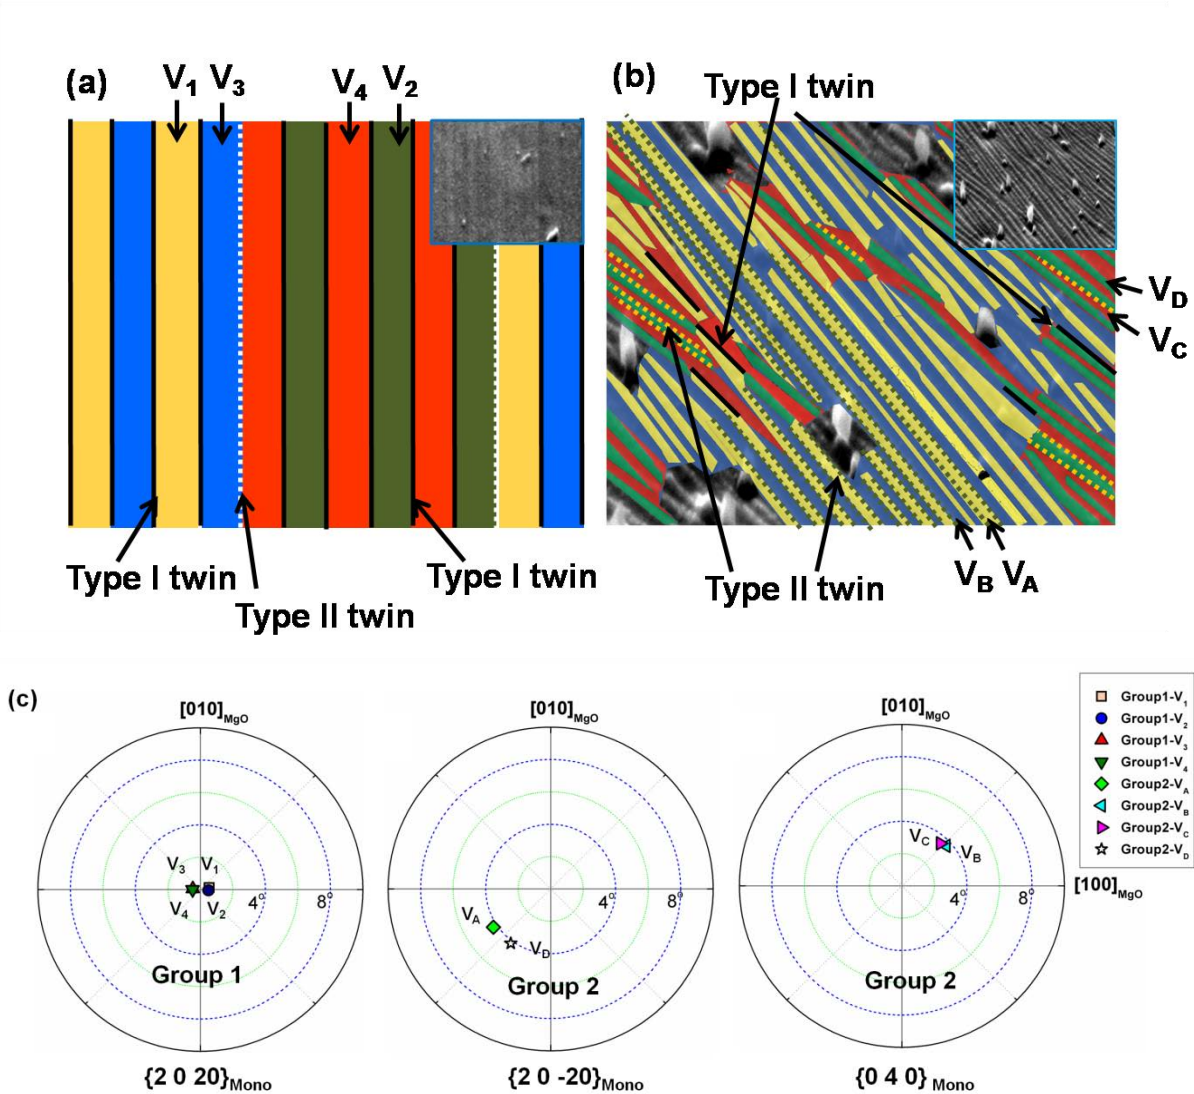 (a)
V1 V3
V4 V2
Type I twin
Type II twin
Type I twin
(b)
Type I twin
VD
VC
Type II twin
VB VA
(c)
[010]MgO
V3 V1
V4 V2
4° 8°
Group 1
{2 0 20}Mono
[010]MgO
4° 8°
VA
VD
Group 2
{2 0 -20}Mono
[010]MgO
VC VB
4° 8°
[100]MgO
Group 2
{0 4 0} Mono
Group1-V1
Group1-V2
Group1-V3
Group1-V4
Group2-VA
Group2-VB
Group2-VC
Group2-VD